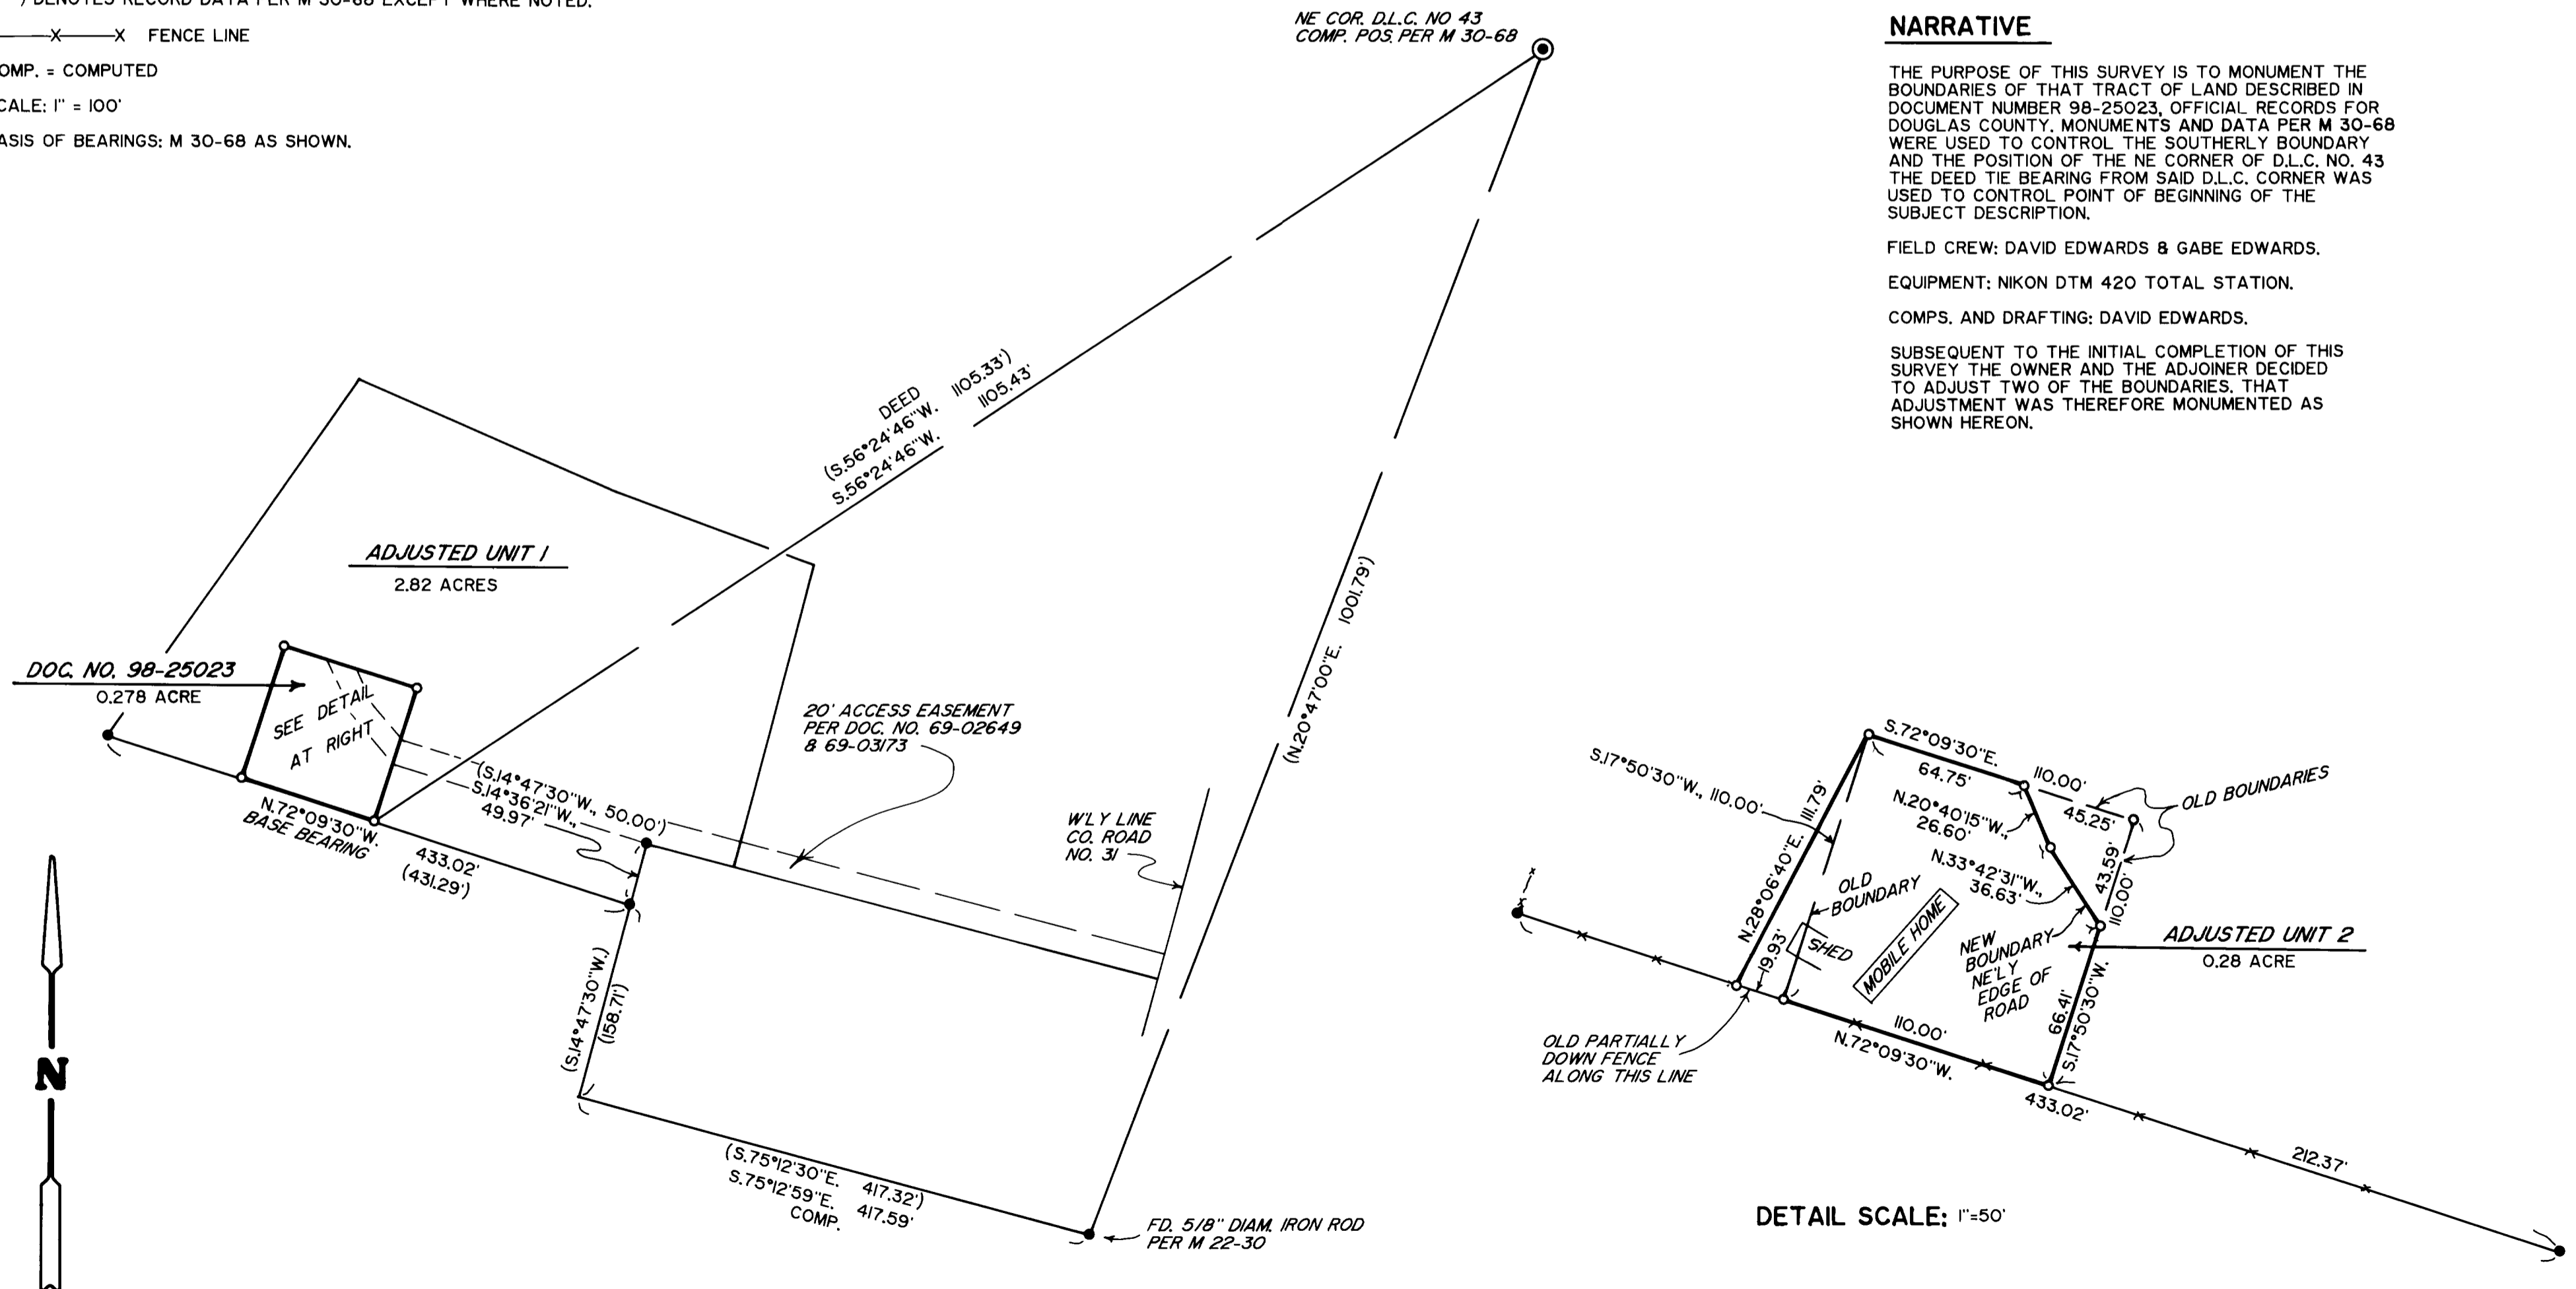 ) DENOTES RECORD DATA PER M 30-68 EXCEPT WHERE NOTED.
X X FENCE LINE
OMP. = COMPUTED
CALE: 1" = 100'
ASIS OF BEARINGS: M 30-68 AS SHOWN.
NE COR. D.L.C. NO 43
COMP. POS. PER M 30-68
NARRATIVE
THE PURPOSE OF THIS SURVEY IS TO MONUMENT THE
BOUNDARIES OF THAT TRACT OF LAND DESCRIBED IN
DOCUMENT NUMBER 98-25023, OFFICIAL RECORDS FOR
DOUGLAS COUNTY. MONUMENTS AND DATA PER M 30-68
WERE USED TO CONTROL THE SOUTHERLY BOUNDARY
AND THE POSITION OF THE NE CORNER OF D.L.C. NO. 43
THE DEED TIE BEARING FROM SAID D.L.C. CORNER WAS
USED TO CONTROL POINT OF BEGINNING OF THE
SUBJECT DESCRIPTION.
FIELD CREW: DAVID EDWARDS & GABE EDWARDS.
EQUIPMENT: NIKON DTM 420 TOTAL STATION.
COMPS. AND DRAFTING: DAVID EDWARDS.
SUBSEQUENT TO THE INITIAL COMPLETION OF THIS
SURVEY THE OWNER AND THE ADJOINER DECIDED
TO ADJUST TWO OF THE BOUNDARIES. THAT
ADJUSTMENT WAS THEREFORE MONUMENTED AS
SHOWN HEREON.
DEED
(S.56°24'46"W. 1105.33')
S.56°24'46"W. 1105.43'
ADJUSTED UNIT 1
2.82 ACRES
DOC. NO. 98-25023
0.278 ACRE
SEE DETAIL
AT RIGHT
N.72°09'30"W. 433.02'
BASE BEARING (431.29')
(S.14°47'30"W., 50.00')
S.14°36'21"W.,
49.97'
20' ACCESS EASEMENT
PER DOC. NO. 69-02649
& 69-03173
W'LY LINE
CO. ROAD
NO. 31
(N.20°47'00"E. 1001.79')
(S.14°47'30"W.)
(158.71')
(S.75°12'30"E. 417.32')
S.75°12'59"E. 417.59'
COMP.
FD. 5/8" DIAM. IRON ROD
PER M 22-30
N
S.72°09'30"E.
64.75'
110.00'
45.25'
OLD BOUNDARIES
S.17°50'30"W., 110.00'
N.28°06'40"E. 111.79'
N.20°40'15"W.,
26.60'
N.33°42'31"W.,
36.63'
43.59'
110.00'
OLD
BOUNDARY
19.93'
SHED
MOBILE HOME
NEW
BOUNDARY
NE'LY
EDGE OF
ROAD
ADJUSTED UNIT 2
0.28 ACRE
66.41'
S.17°50'30"W.
X
X
OLD PARTIALLY
DOWN FENCE
ALONG THIS LINE
110.00'
N.72°09'30"W.
433.02'
212.37'
DETAIL SCALE: 1"=50'